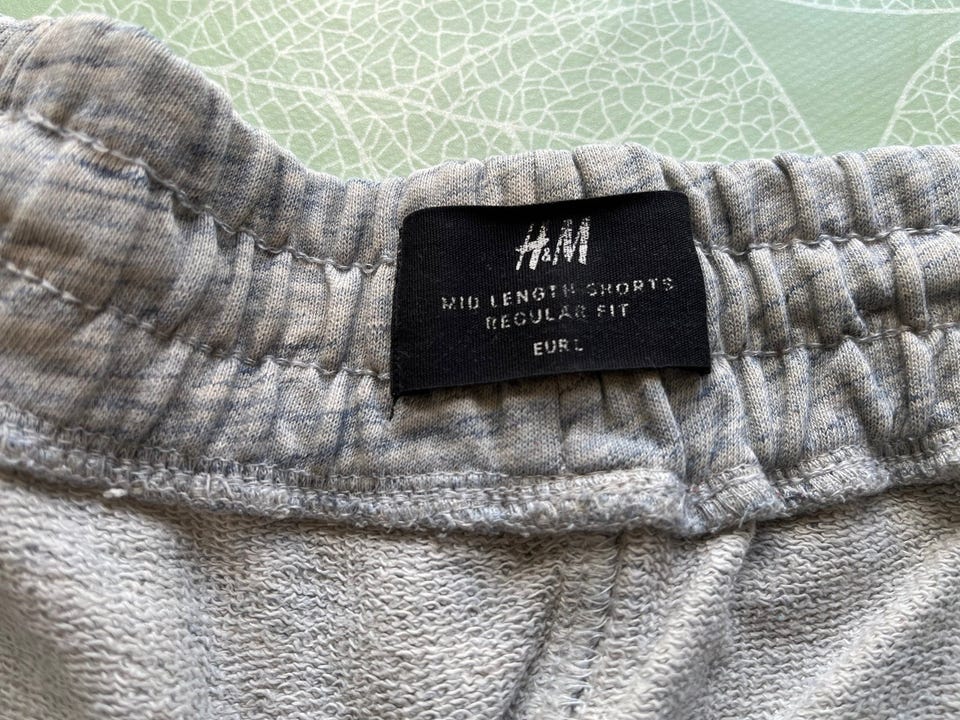 H&M
MID LENGTH SHORTS
REGULAR FIT
EUR L